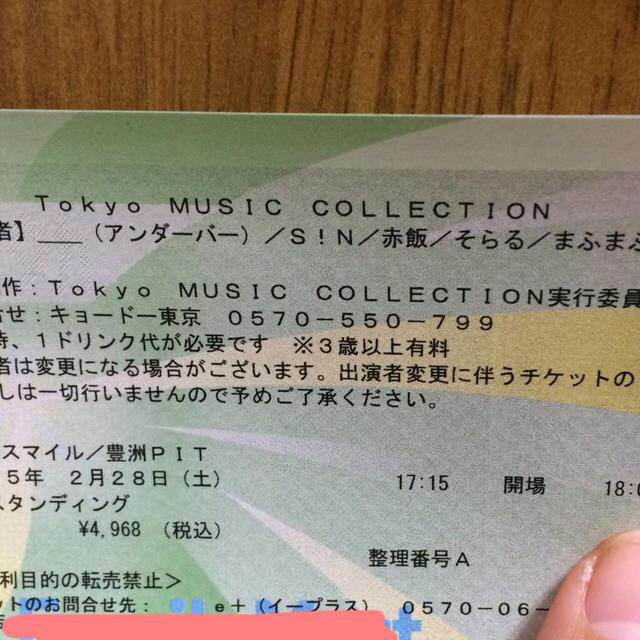 Ｔｏｋｙｏ　ＭＵＳＩＣ　ＣＯＬＬＥＣＴＩＯＮ
者】＿＿（アンダーバー）／Ｓ！Ｎ／赤飯／そらる／まふまふ
作：Ｔｏｋｙｏ　ＭＵＳＩＣ　ＣＯＬＬＥＣＴＩＯＮ実行委員
せ：キョードー東京　０５７０－５５０－７９９
時、１ドリンク代が必要です　※３歳以上有料
者は変更になる場合がございます。出演者変更に伴うチケットの
しは一切行いませんので予めご了承ください。
スマイル／豊洲ＰＩＴ
５年　２月２８日（土）　17:15　開場　18:0
スタンディング
¥4,968　（税込）
整理番号Ａ
利目的の転売禁止＞
ットのお問合せ先：　ｅ＋（イープラス）　０５７０－０６－